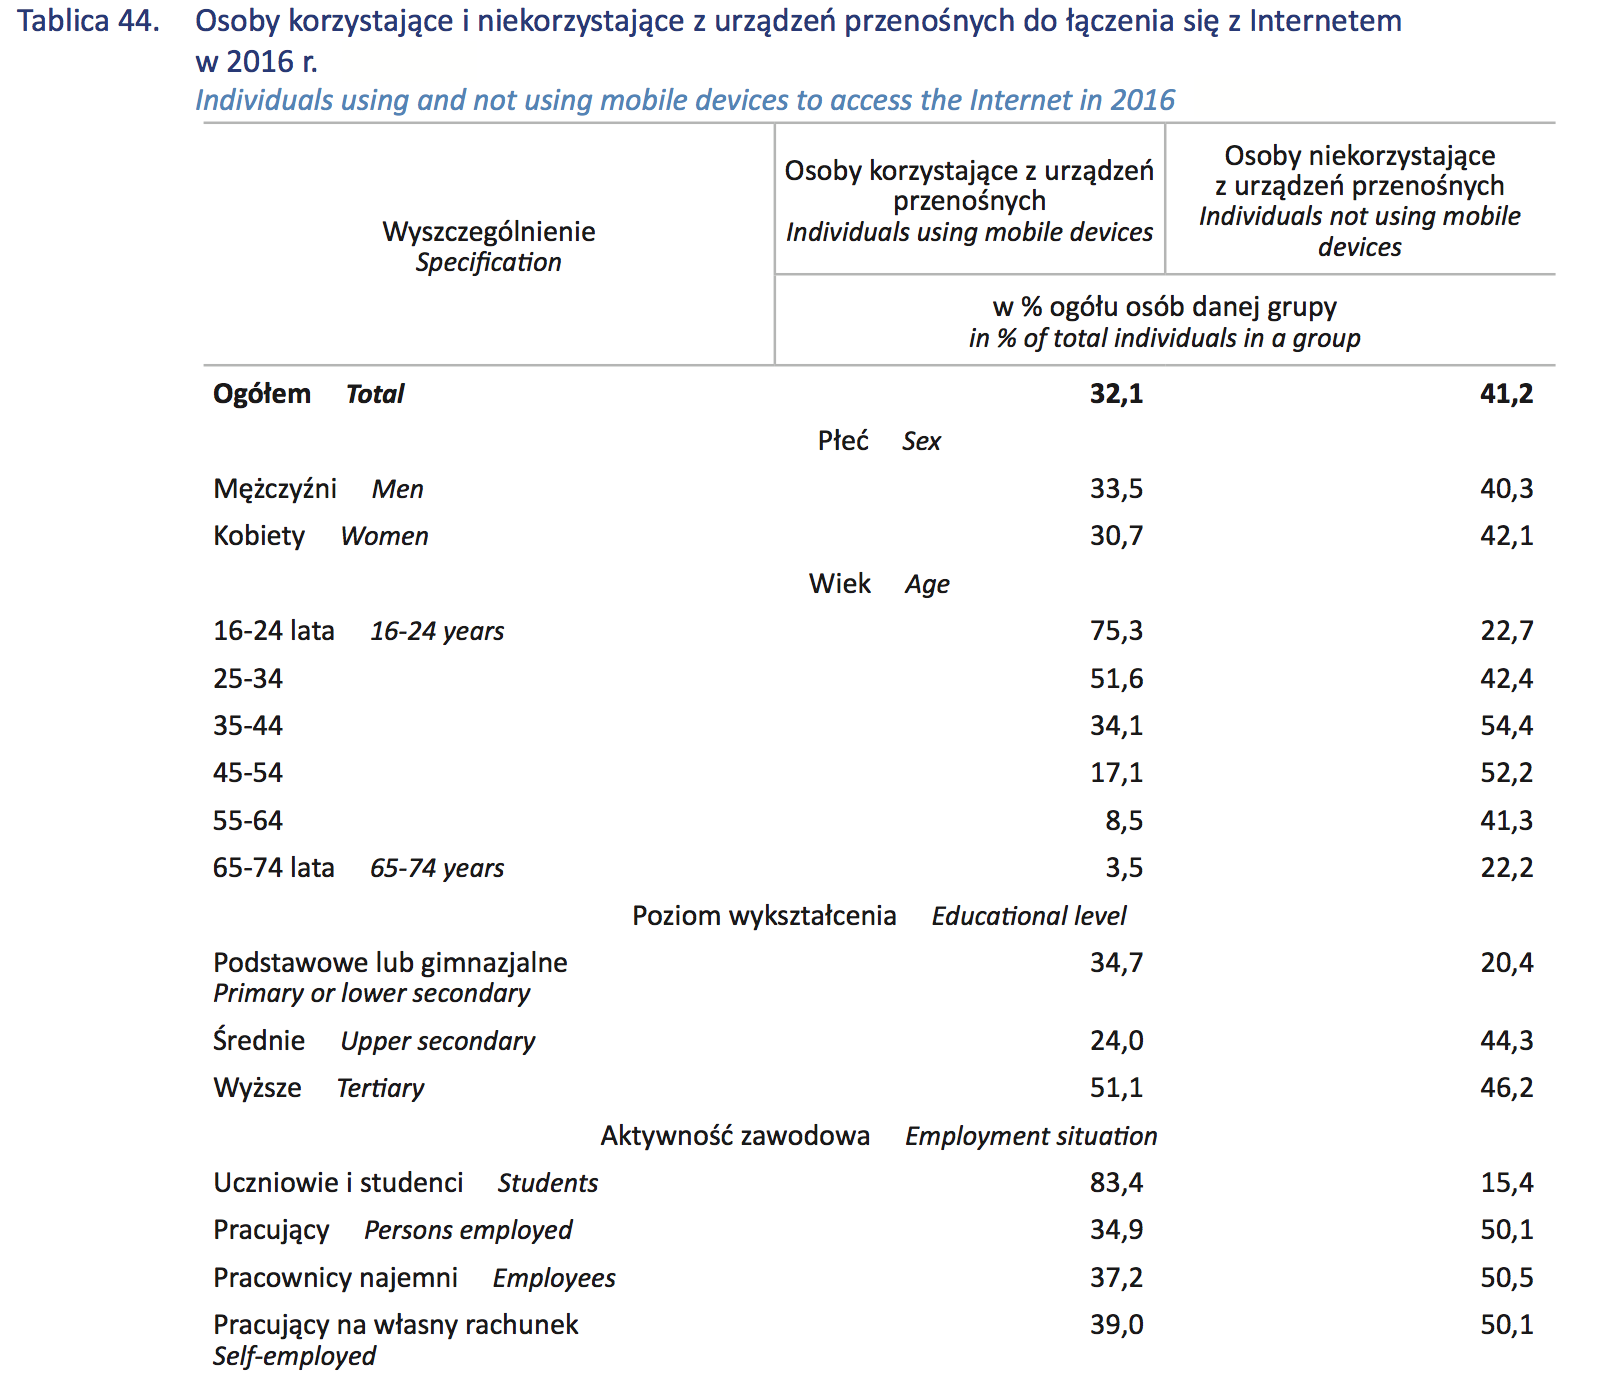 Tablica 44. Osoby korzystające i niekorzystające z urządzeń przenośnych do łączenia się z Internetem
w 2016 r.
Individuals using and not using mobile devices to access the Internet in 2016
Wyszczególnienie
Specification
Osoby korzystające z urządzeń
przenośnych
Individuals using mobile devices
Osoby niekorzystające
z urządzeń przenośnych
Individuals not using mobile
devices
w % ogółu osób danej grupy
in % of total individuals in a group
Ogółem Total 32,1 41,2
Płeć Sex
Mężczyźni Men 33,5 40,3
Kobiety Women 30,7 42,1
Wiek Age
16-24 lata 16-24 years 75,3 22,7
25-34 51,6 42,4
35-44 34,1 54,4
45-54 17,1 52,2
55-64 8,5 41,3
65-74 lata 65-74 years 3,5 22,2
Poziom wykształcenia Educational level
Podstawowe lub gimnazjalne 34,7 20,4
Primary or lower secondary
Średnie Upper secondary 24,0 44,3
Wyższe Tertiary 51,1 46,2
Aktywność zawodowa Employment situation
Uczniowie i studenci Students 83,4 15,4
Pracujący Persons employed 34,9 50,1
Pracownicy najemni Employees 37,2 50,5
Pracujący na własny rachunek 39,0 50,1
Self-employed